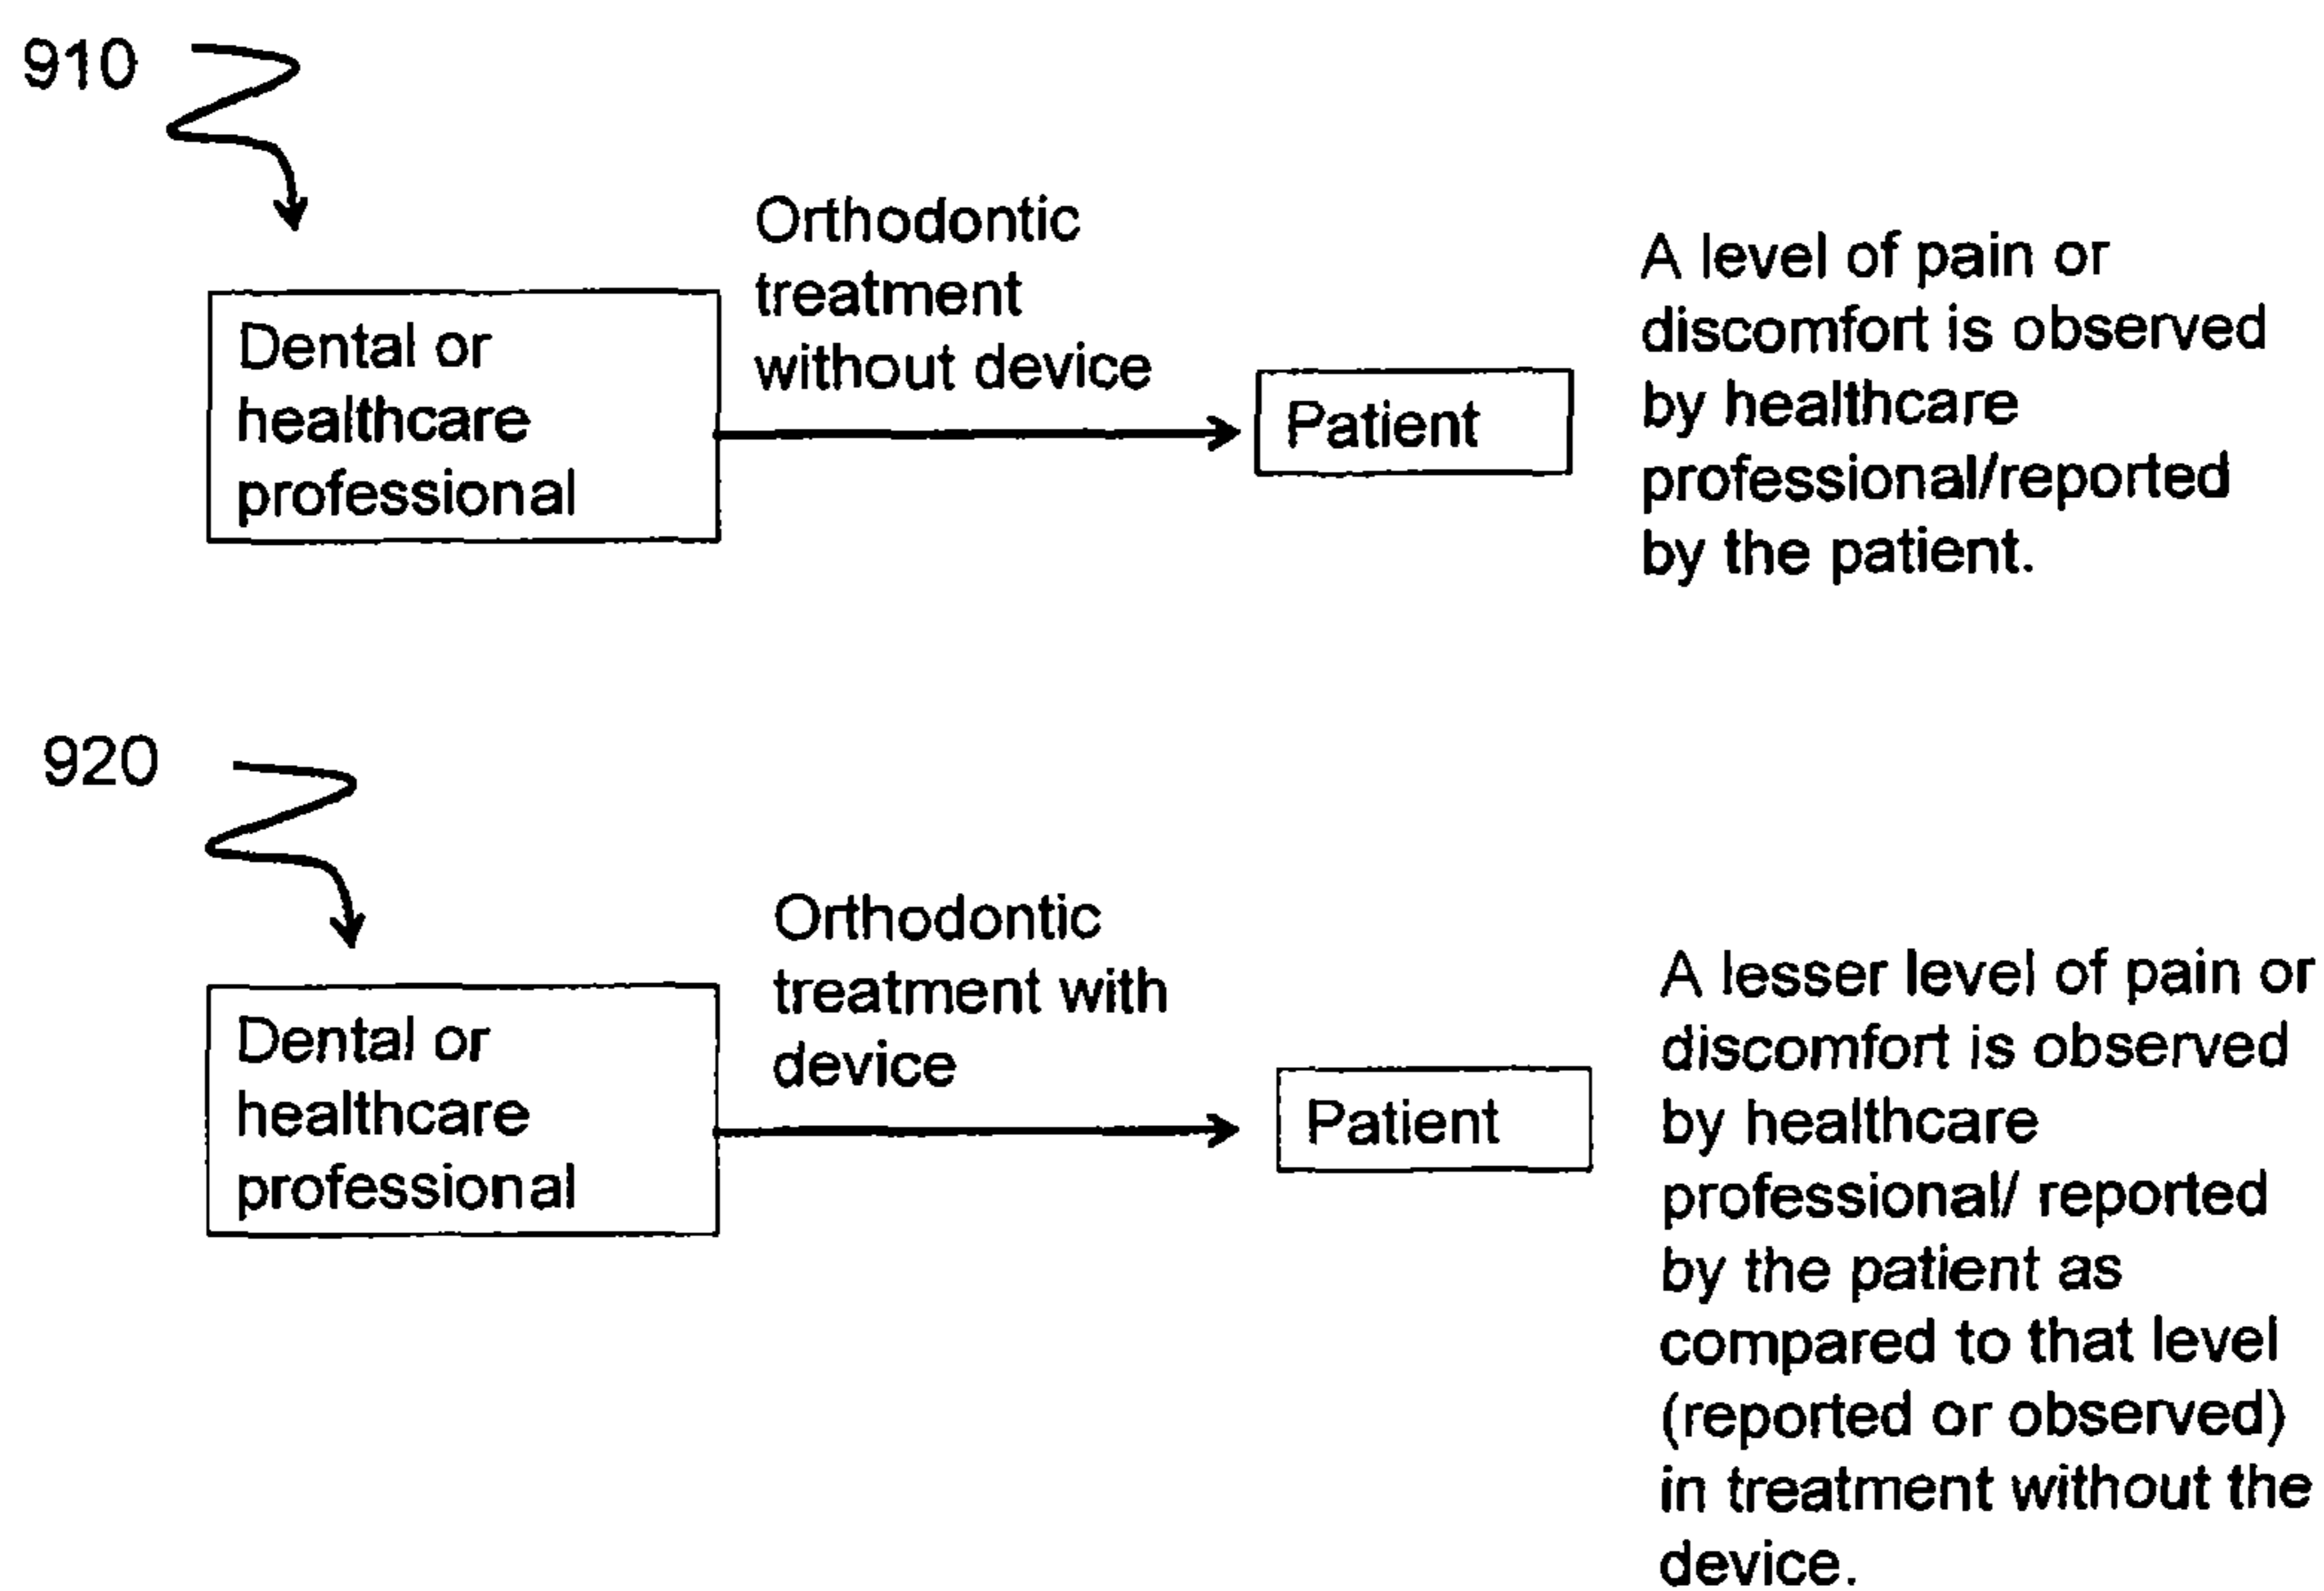 910
Orthodontic
treatment
without device
Dental or
healthcare
professional
Patient
A level of pain or
discomfort is observed
by healthcare
professional/reported
by the patient.
920
Orthodontic
treatment with
device
Dental or
healthcare
professional
Patient
A lesser level of pain or
discomfort is observed
by healthcare
professional/ reported
by the patient as
compared to that level
(reported or observed)
in treatment without the
device.